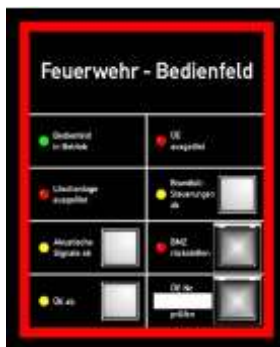 Feuerwehr - Bedienfeld
Bedienfeld
in Betrieb
ÜE
ausgelöst
Löschanlage
ausgelöst
Brandfall-
Steuerungen
ab
Akustische
Signale ab
BMZ
rückstellen
ÜE ab
ÜE
prüfen